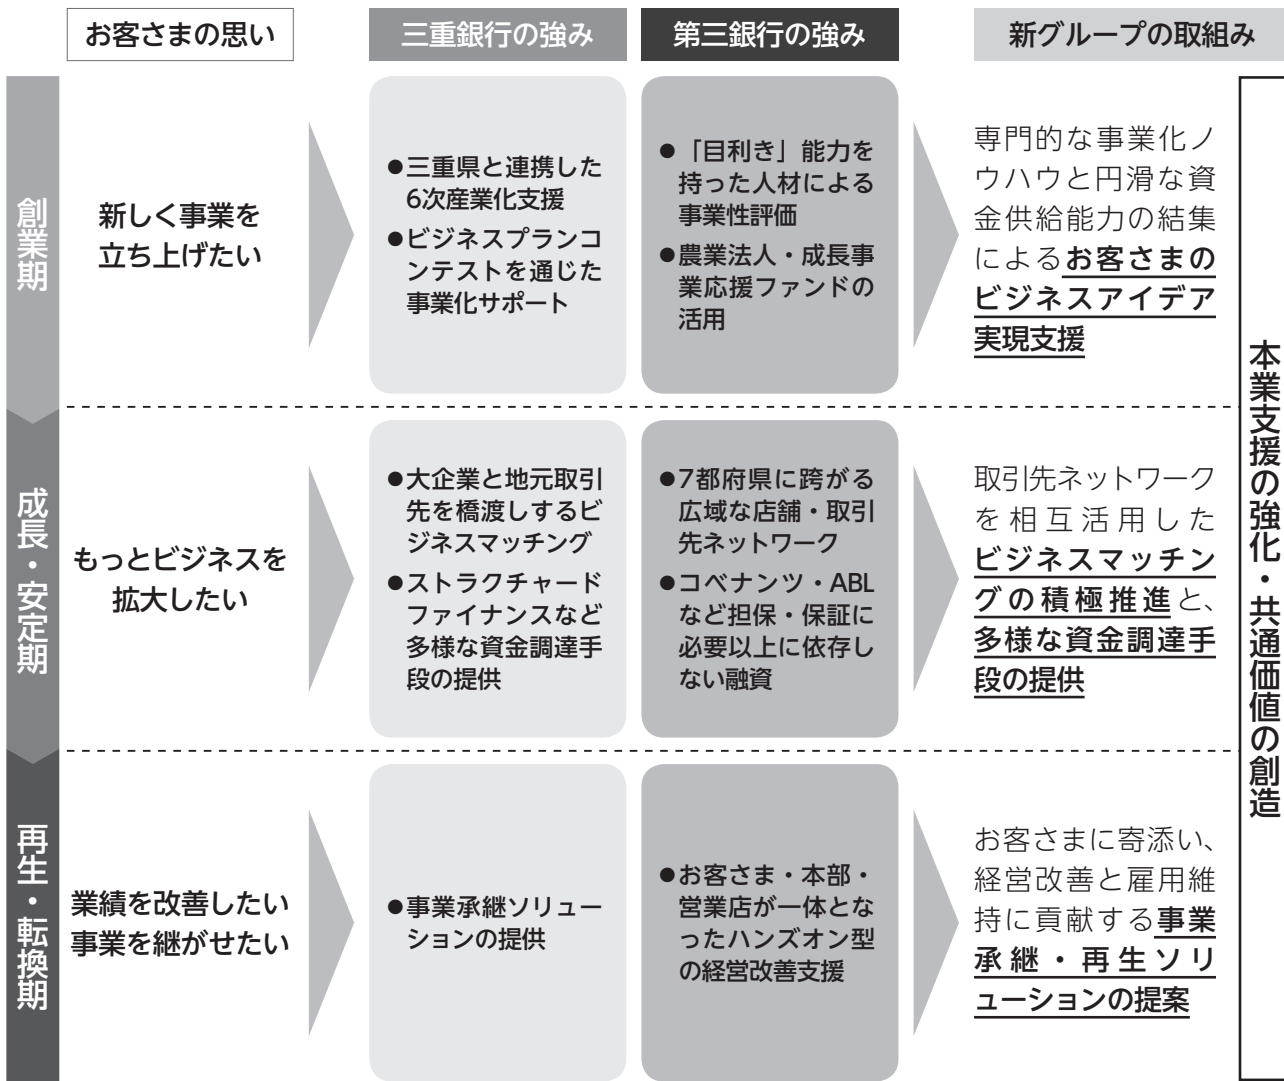 お客さまの思い
三重銀行の強み
第三銀行の強み
新グループの取組み
創業期
新しく事業を
立ち上げたい
●三重県と連携した
6次産業化支援
●ビジネスプランコ
ンテストを通じた
事業化サポート
●「目利き」能力を
持った人材による
事業性評価
●農業法人・成長事
業応援ファンドの
活用
専門的な事業化ノ
ウハウと円滑な資
金供給能力の結集
によるお客さまの
ビジネスアイデア
実現支援
成長・安定期
もっとビジネスを
拡大したい
●大企業と地元取引
先を橋渡しするビ
ジネスマッチング
●ストラクチャード
ファイナンスなど
多様な資金調達手
段の提供
●7都府県に跨がる
広域な店舗・取引
先ネットワーク
●コベナンツ・ABL
など担保・保証に
必要以上に依存し
ない融資
取引先ネットワーク
を相互活用した
ビジネスマッチン
グの積極推進と、
多様な資金調達手
段の提供
再生・転換期
業績を改善したい
事業を継がせたい
●事業承継ソリュー
ションの提供
●お客さま・本部・
営業店が一体とな
ったハンズオン型
の経営改善支援
お客さまに寄添い、
経営改善と雇用維
持に貢献する事業
承継・再生ソリ
ューションの提案
本業支援の強化・共通価値の創造